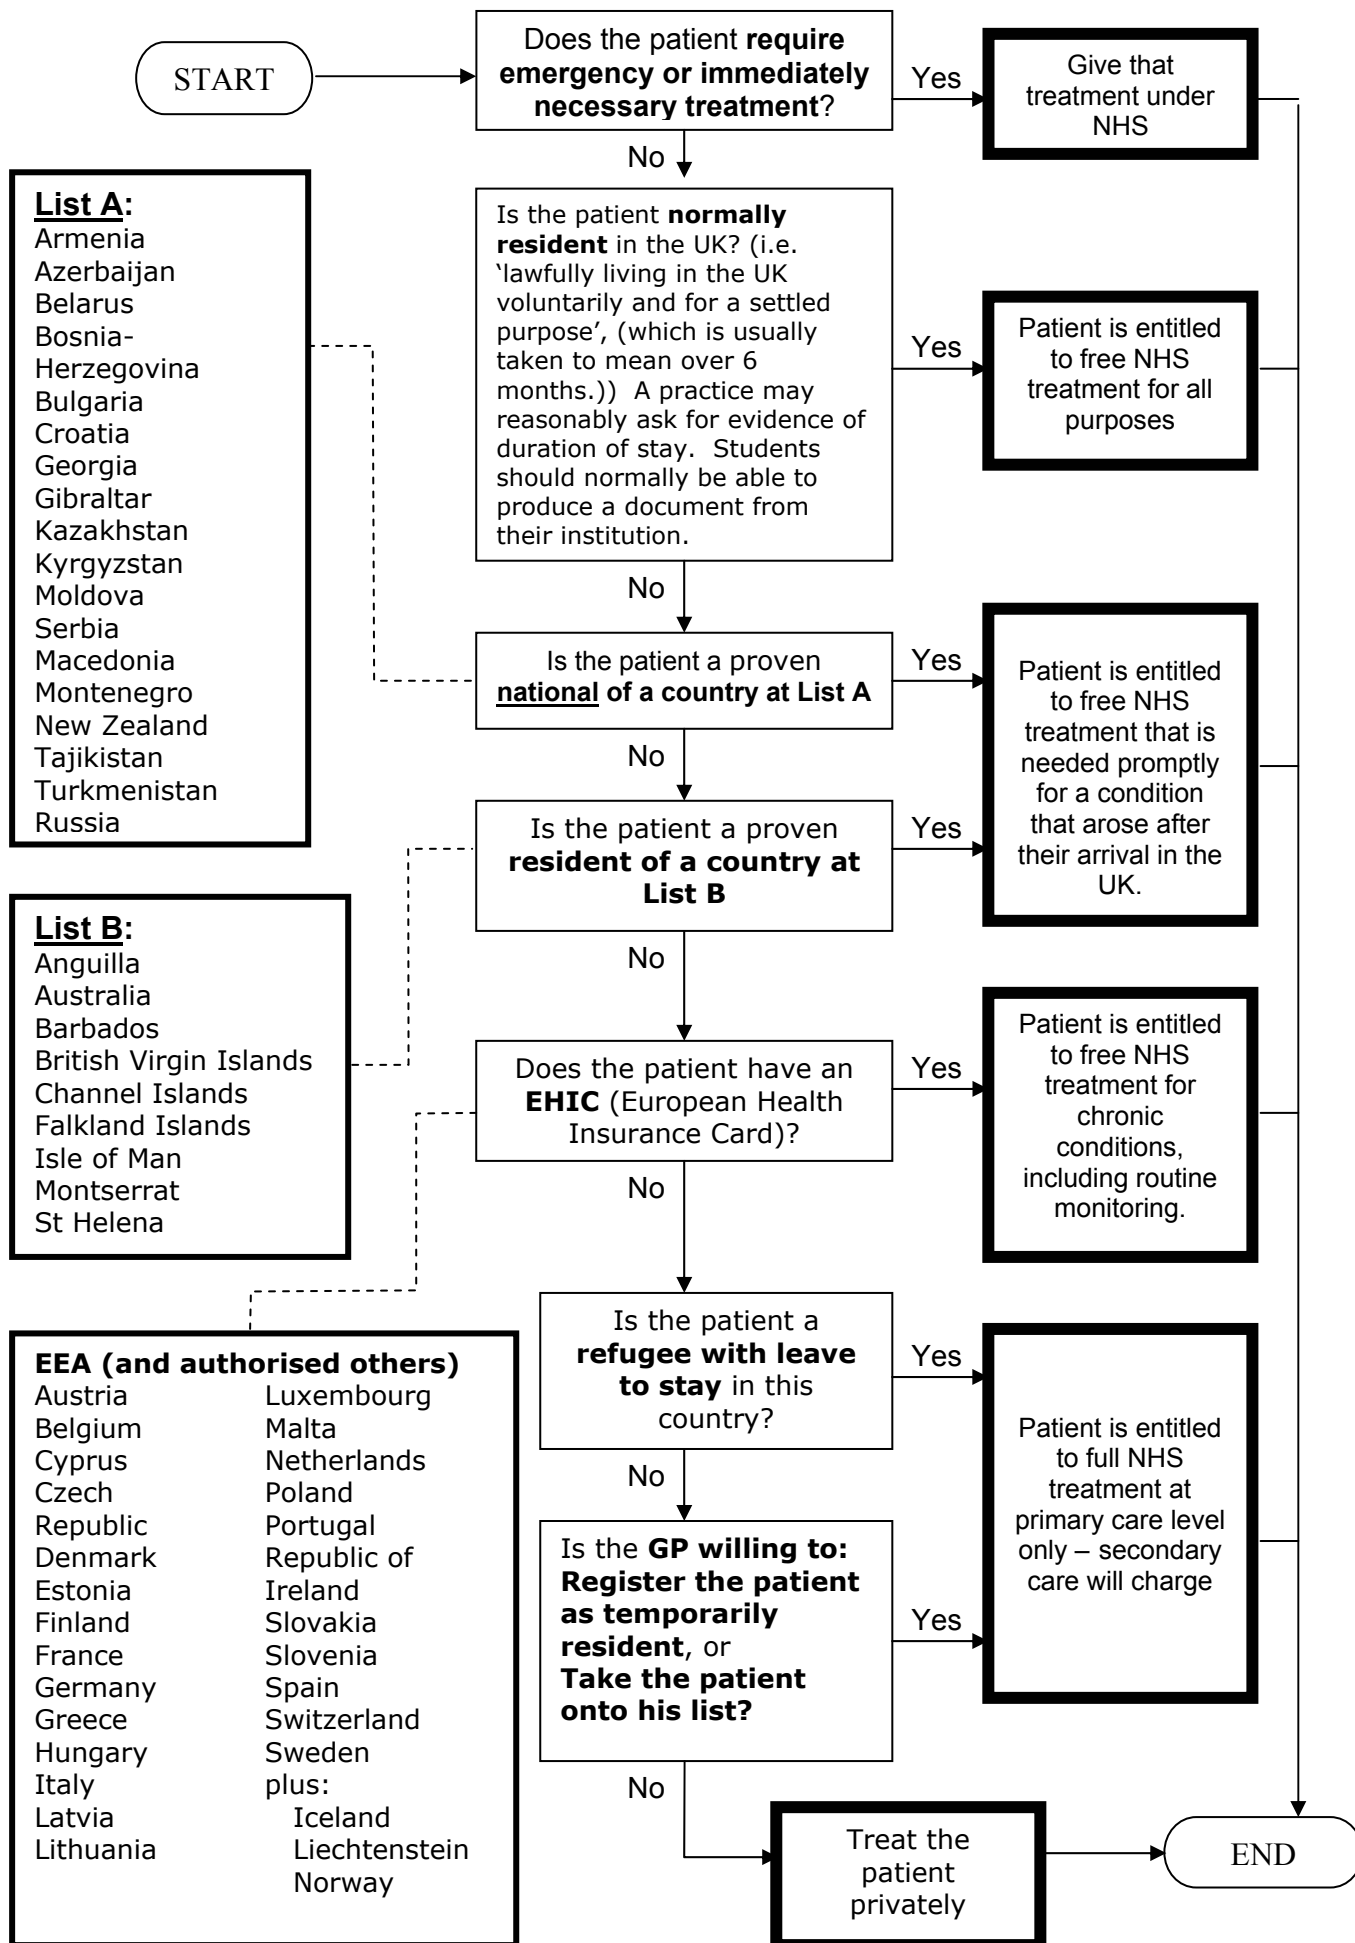 START
Does the patient require
emergency or immediately
necessary treatment?
Yes
Give that
treatment under
NHS
No
List A:
Armenia
Azerbaijan
Belarus
Bosnia-
Herzegovina
Bulgaria
Croatia
Georgia
Gibraltar
Kazakhstan
Kyrgyzstan
Moldova
Serbia
Macedonia
Montenegro
New Zealand
Tajikistan
Turkmenistan
Russia
Is the patient normally
resident in the UK? (i.e.
‘lawfully living in the UK
voluntarily and for a settled
purpose’, (which is usually
taken to mean over 6
months.)) A practice may
reasonably ask for evidence of
duration of stay. Students
should normally be able to
produce a document from
their institution.
Yes
Patient is entitled
to free NHS
treatment for all
purposes
No
Is the patient a proven
national of a country at List A
Yes
Patient is entitled
to free NHS
treatment that is
needed promptly
for a condition
that arose after
their arrival in the
UK.
No
Is the patient a proven
resident of a country at
List B
Yes
List B:
Anguilla
Australia
Barbados
British Virgin Islands
Channel Islands
Falkland Islands
Isle of Man
Montserrat
St Helena
No
Does the patient have an
EHIC (European Health
Insurance Card)?
Yes
Patient is entitled
to free NHS
treatment for
chronic
conditions,
including routine
monitoring.
No
Is the patient a
refugee with leave
to stay in this
country?
Yes
Patient is entitled
to full NHS
treatment at
primary care level
only – secondary
care will charge
No
EEA (and authorised others)
Austria
Belgium
Cyprus
Czech
Republic
Denmark
Estonia
Finland
France
Germany
Greece
Hungary
Italy
Latvia
Lithuania
Luxembourg
Malta
Netherlands
Poland
Portugal
Republic of
Ireland
Slovakia
Slovenia
Spain
Switzerland
Sweden
plus:
Iceland
Liechtenstein
Norway
Is the GP willing to:
Register the patient
as temporarily
resident, or
Take the patient
onto his list?
Yes
No
Treat the
patient
privately
END